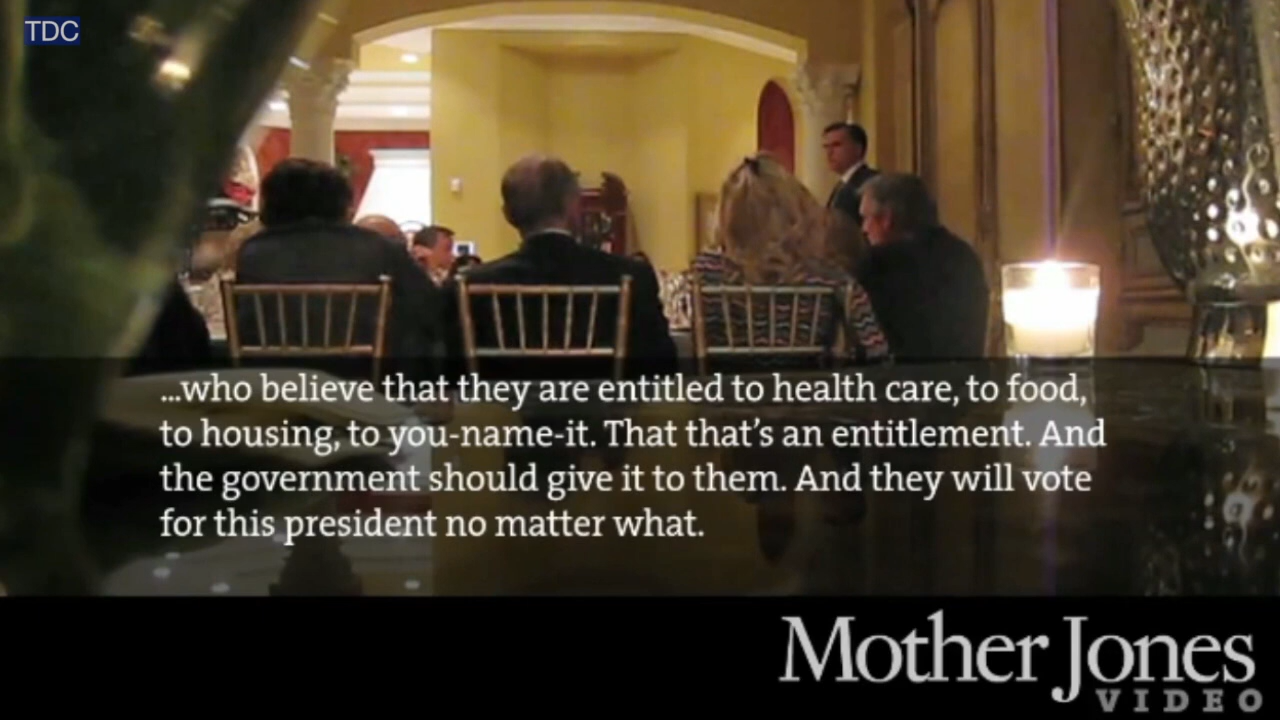 TDC
...who believe that they are entitled to health care, to food,
to housing, to you-name-it. That that's an entitlement. And
the government should give it to them. And they will vote
for this president no matter what.
Mother Jones
VIDEO